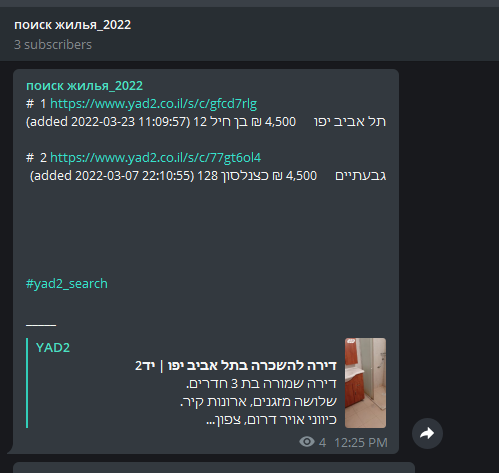 поиск жилья_2022
3 subscribers
поиск жилья_2022
# 1 https://www.yad2.co.il/s/c/gfcd7rlg
תל אביב יפו 4,500 ₪ בן חיל 12 (added 2022-03-23 11:09:57)
# 2 https://www.yad2.co.il/s/c/77gt6ol4
גבעתיים 4,500 ₪ כצנלסון 128 (added 2022-03-07 22:10:55)
#yad2_search
____
YAD2
דירה להשכרה בתל אביב יפו | יד2
דירה שמורה בת 3 חדרים.
שלושה מזגנים, ארונות קיר.
כיווני אויר דרום, צפון...
4 12:25 PM